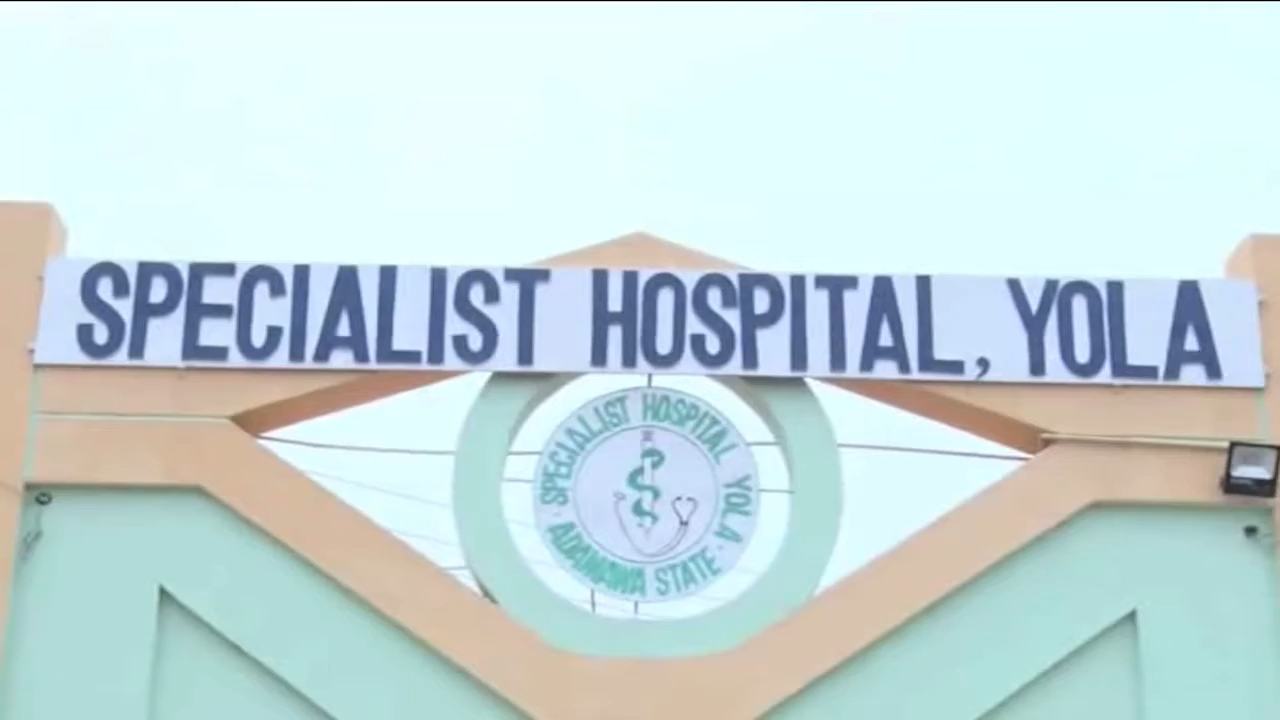 SPECIALIST HOSPITAL, YOLA
SPECIALIST HOSPITAL YOLA
· ADAMAWA STATE ·